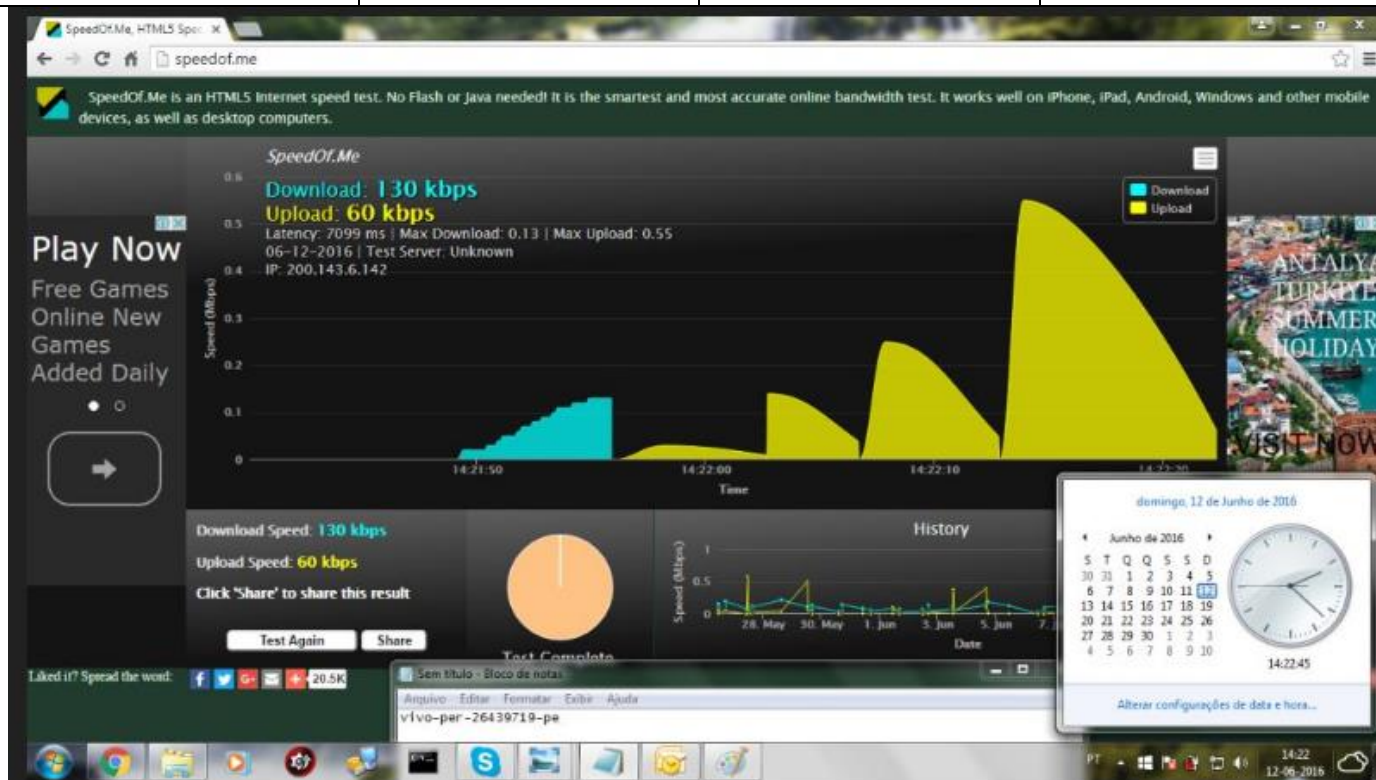 SpeedOf.Me, HTML5 Spec
speedof.me
SpeedOf.Me is an HTML5 Internet speed test. No Flash or Java needed! It is the smartest and most accurate online bandwidth test. It works well on iPhone, iPad, Android, Windows and other mobile
devices, as well as desktop computers.
SpeedOf.Me
Download: 130 kbps
Upload: 60 kbps
Latency: 7099 ms | Max Download: 0.13 | Max Upload: 0.55
06-12-2016 | Test Server: Unknown
IP: 200.143.6.142
Download
Upload
0.6
0.5
0.4
0.3
0.2
0.1
0
Speed (Mbps)
14:21:50
14:22:00
14:22:10
14:22:20
Time
Play Now
Free Games
Online New
Games
Added Daily
ANTALYA
TURKIYE
SUMMER
HOLIDAY
VISIT NOW
Download Speed: 130 kbps
Upload Speed: 60 kbps
Click 'Share' to share this result
Test Again
Share
Test Complete
History
Speed (Mbps)
1
0.5
0
28. May
30. May
1. Jun
3. Jun
5. Jun
7.
Date
domingo, 12 de Junho de 2016
Junho de 2016
S T Q Q S S D
30 31 1 2 3 4 5
6 7 8 9 10 11 12
13 14 15 16 17 18 19
20 21 22 23 24 25 26
27 28 29 30 1 2 3
4 5 6 7 8 9 10
14:22:45
Alterar configurações de data e hora...
Liked it? Spread the word:
20.5K
Sem título - Bloco de notas
Arquivo Editar Formatar Exibir Ajuda
vivo-per-26439719-pe
PT
14:22
12-06-2016